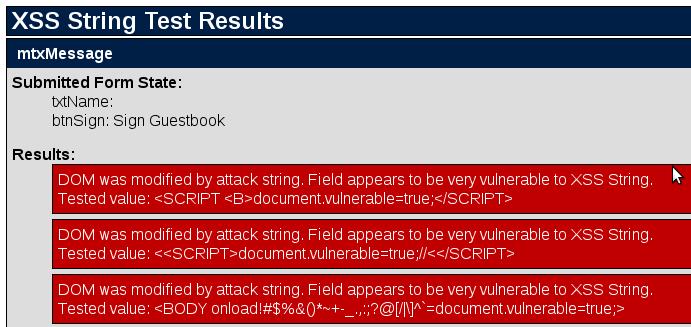 XSS String Test Results
mtxMessage
Submitted Form State:
txtName:
btnSign: Sign Guestbook
Results:
DOM was modified by attack string. Field appears to be very vulnerable to XSS String.
Tested value: <SCRIPT <B>document.vulnerable=true;</SCRIPT>
DOM was modified by attack string. Field appears to be very vulnerable to XSS String.
Tested value: <<SCRIPT>document.vulnerable=true;//<</SCRIPT>
DOM was modified by attack string. Field appears to be very vulnerable to XSS String.
Tested value: <BODY onload!#$%&()*~+-_.,:;?@[/|\]^`=document.vulnerable=true;>